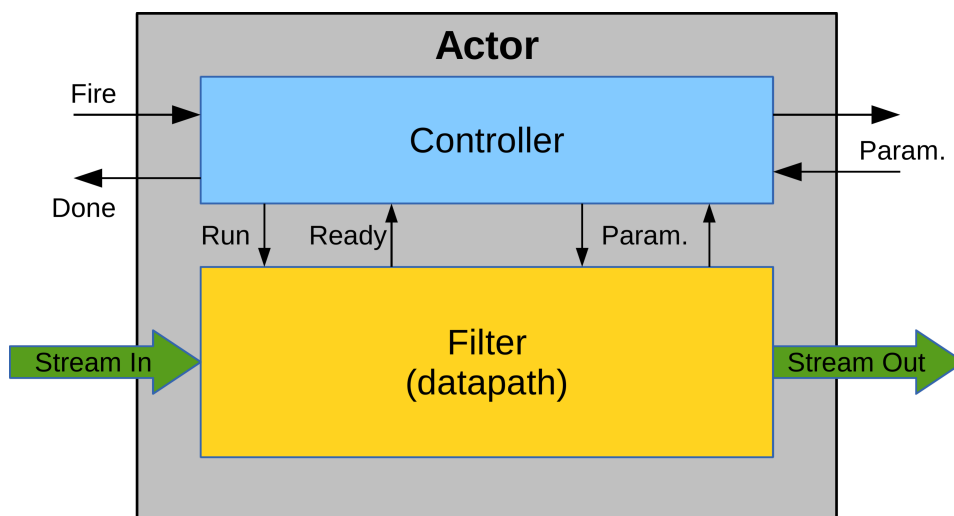 Actor
Fire
Controller
Param.
Done
Run
Ready
Param.
Filter
(datapath)
Stream In
Stream Out